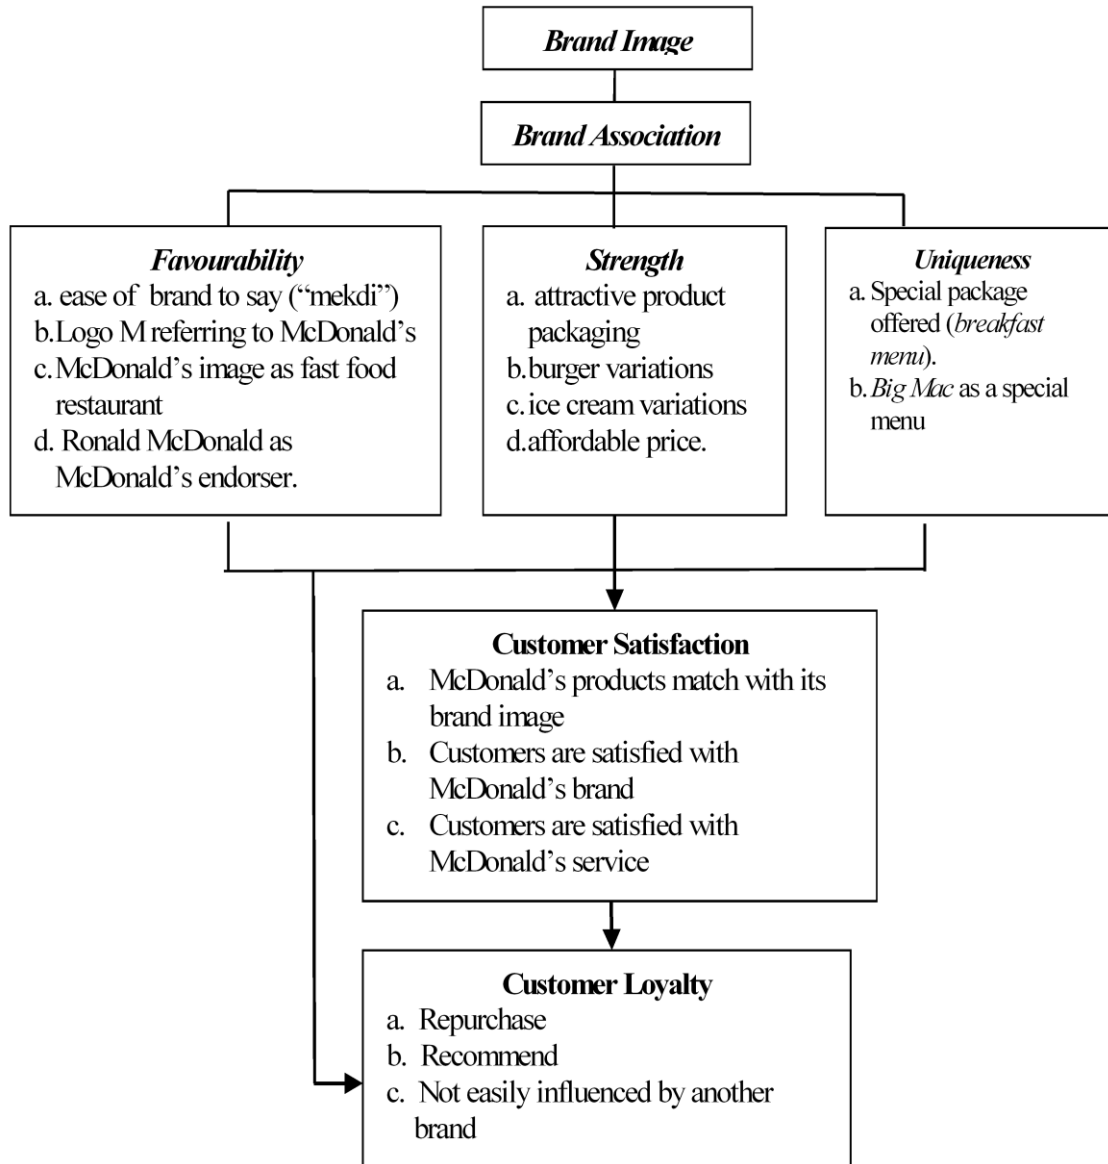 Brand Image
Brand Association
Favourability
a. ease of brand to say (“mekdi”)
b.Logo M referring to McDonald’s
c. McDonald’s image as fast food
restaurant
d. Ronald McDonald as
McDonald’s endorser.
Strength
a. attractive product
packaging
b.burger variations
c. ice cream variations
d.affordable price.
Uniqueness
a. Special package
offered (breakfast
menu).
b. Big Mac as a special
menu
Customer Satisfaction
a. McDonald’s products match with its
brand image
b. Customers are satisfied with
McDonald’s brand
c. Customers are satisfied with
McDonald’s service
Customer Loyalty
a. Repurchase
b. Recommend
c. Not easily influenced by another
brand